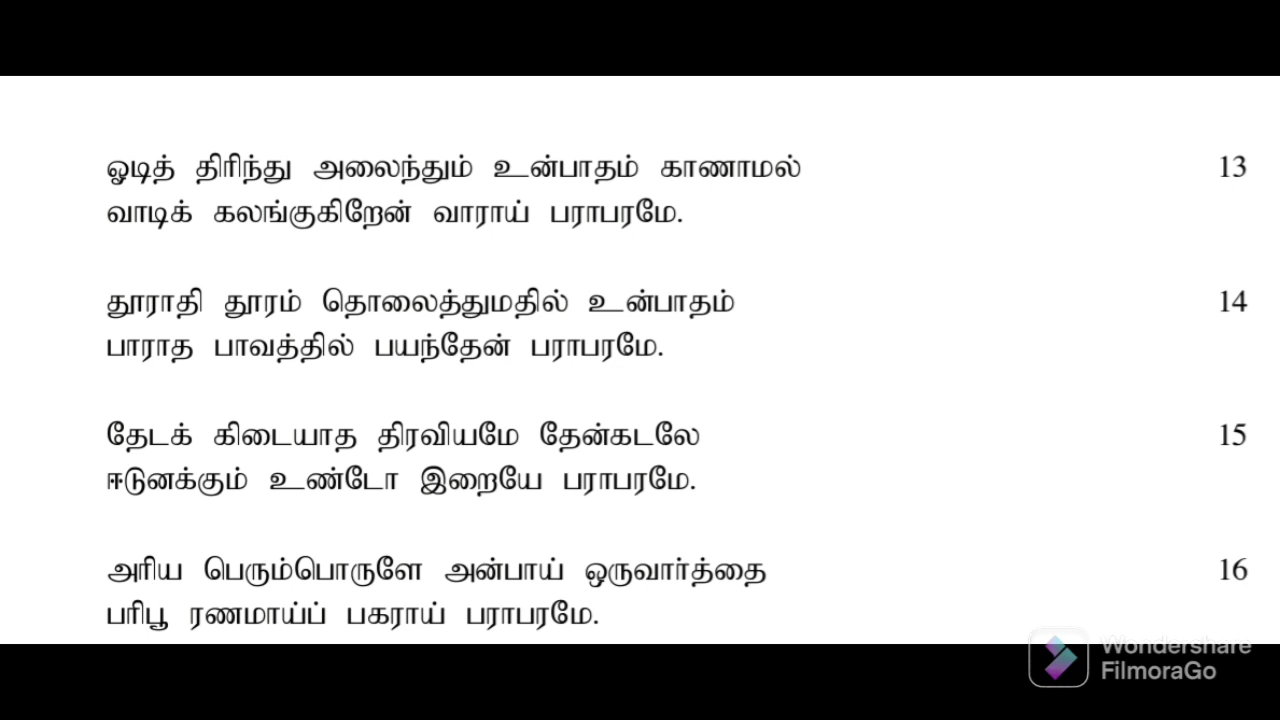 ஓடித் திரிந்து அலைந்தும் உன்பாதம் காணாமல் 13
வாடிக் கலங்குகிறேன் வாராய் பராபரமே.
தூராதி தூரம் தொலைத்துமதில் உன்பாதம் 14
பாராத பாவத்தில் பயந்தேன் பராபரமே.
தேடக் கிடையாத திரவியமே தேன்கடலே 15
ஈடுனக்கும் உண்டோ இறையே பராபரமே.
அரிய பெரும்பொருளே அன்பாய் ஒருவார்த்தை 16
பரிபூ ரணமாய்ப் பகராய் பராபரமே.
Wondershare
FilmoraGo